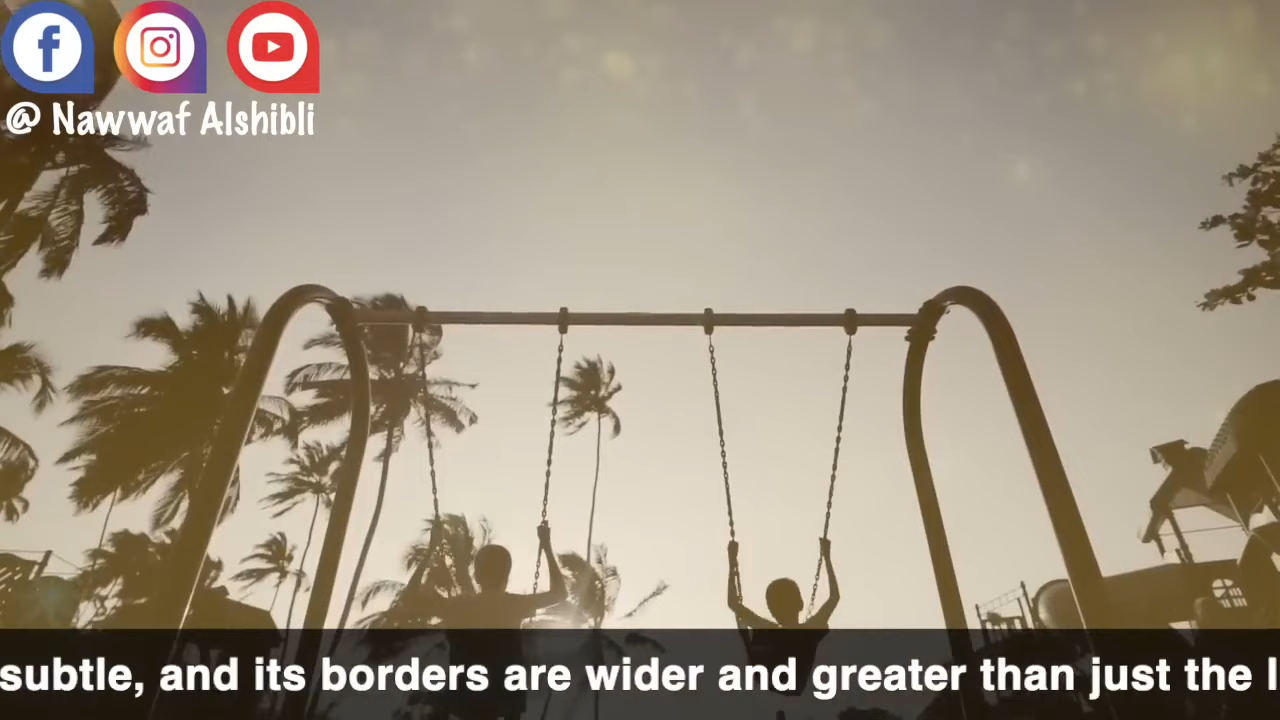 @ Nawwaf Alshibli
subtle, and its borders are wider and greater than just the